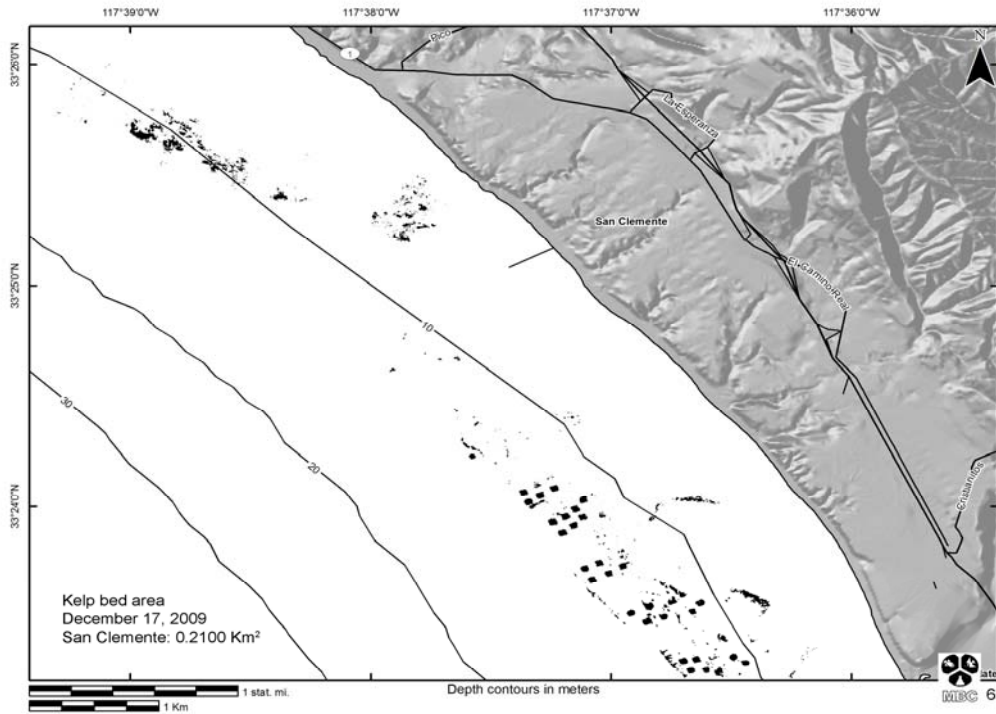 117°39'0"W 117°38'0"W 117°37'0"W 117°36'0"W
33°26'0"N
33°25'0"N
33°24'0"N
N
Pico
1
La Esperanza
San Clemente
El Camino Real
Cristianitos
10
20
30
Kelp bed area
December 17, 2009
San Clemente: 0.2100 Km²
1 stat. mi.
1 Km
Depth contours in meters
MBC
6